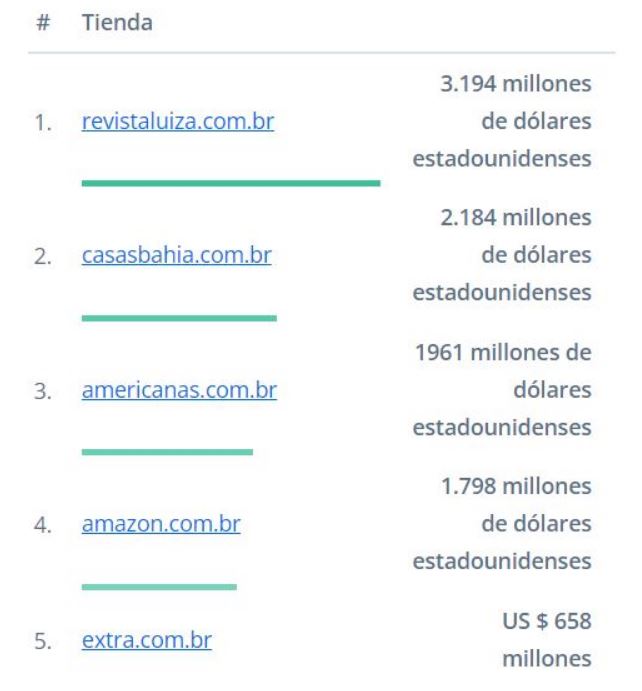 # Tienda
3.194 millones
1. revistaluiza.com.br de dólares
estadounidenses
2.184 millones
2. casasbahia.com.br de dólares
estadounidenses
1961 millones de
3. americanas.com.br dólares
estadounidenses
1.798 millones
4. amazon.com.br de dólares
estadounidenses
US $ 658
5. extra.com.br
millones